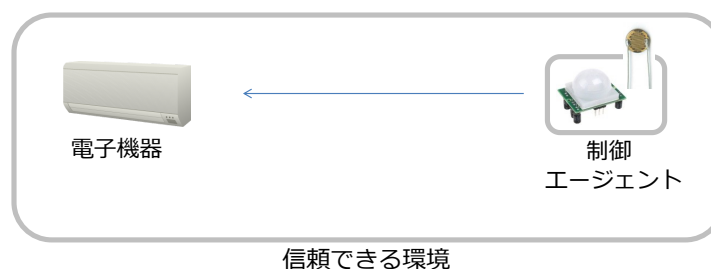 電子機器
制御
エージェント
信頼できる環境